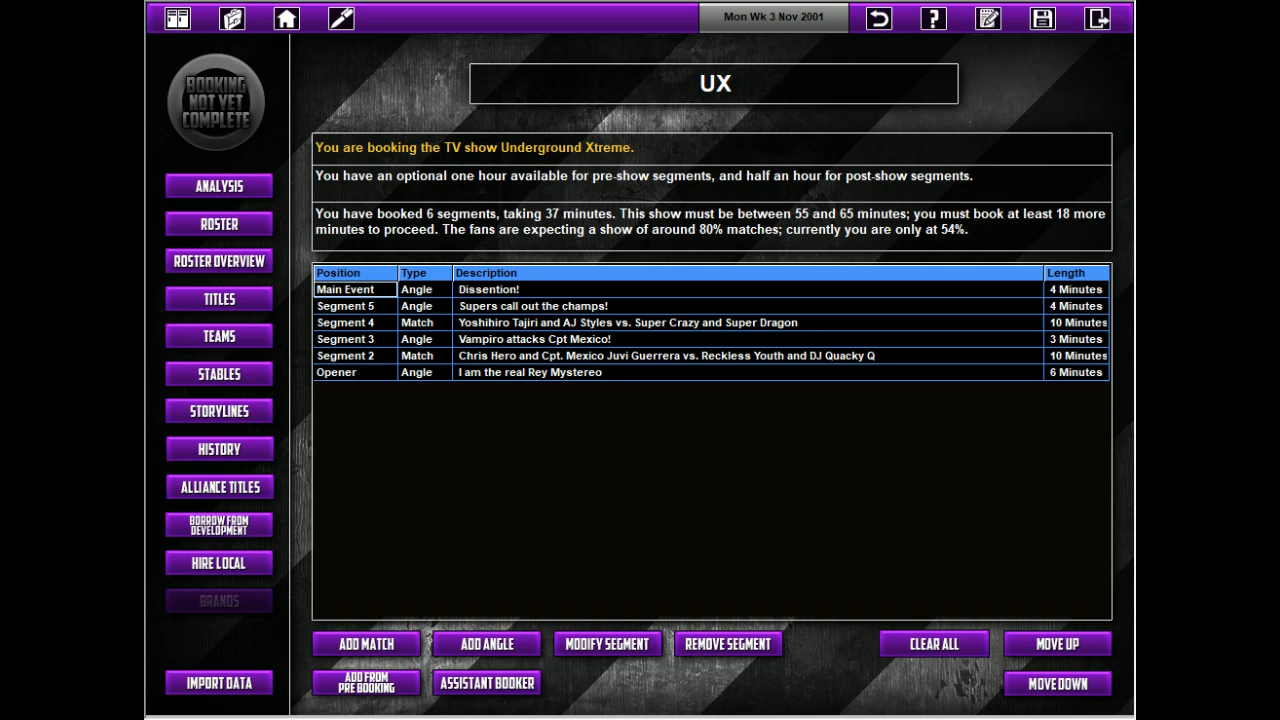 Mon Wk 3 Nov 2001
BOOKING
NOT YET
COMPLETE
UX
You are booking the TV show Underground Xtreme.
You have an optional one hour available for pre-show segments, and half an hour for post-show segments.
You have booked 6 segments, taking 37 minutes. This show must be between 55 and 65 minutes; you must book at least 18 more
minutes to proceed. The fans are expecting a show of around 80% matches; currently you are only at 54%.
ANALYSIS
ROSTER
ROSTER OVERVIEW
TITLES
TEAMS
STABLES
STORYLINES
HISTORY
ALLIANCE TITLES
BORROW FROM
DEVELOPMENT
HIRE LOCAL
BRANDS
IMPORT DATA
Position Type Description Length
Main Event Angle Dissention! 4 Minutes
Segment 5 Angle Supers call out the champs! 4 Minutes
Segment 4 Match Yoshihiro Tajiri and AJ Styles vs. Super Crazy and Super Dragon 10 Minutes
Segment 3 Angle Vampiro attacks Cpt Mexico! 3 Minutes
Segment 2 Match Chris Hero and Cpt. Mexico Juvi Guerrera vs. Reckless Youth and DJ Quacky Q 10 Minutes
Opener Angle I am the real Rey Mystereo 6 Minutes
ADD MATCH ADD ANGLE MODIFY SEGMENT REMOVE SEGMENT CLEAR ALL MOVE UP
ADD FROM
PRE BOOKING
ASSISTANT BOOKER MOVE DOWN